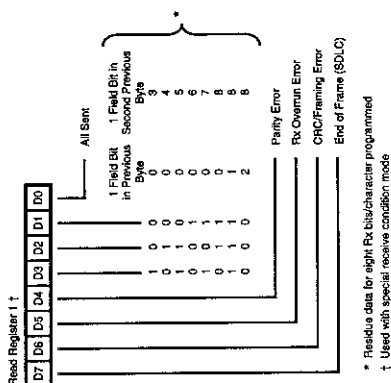 Read Register 1 †
D7 D6 D5 D4 D3 D2 D1 D0
All Sent
1 Field Bit in Previous Byte
1 Field Bit in Second Previous Byte
*
1 0 0 0 3
0 1 0 0 4
1 1 0 0 5
0 0 1 0 6
1 0 1 0 7
0 1 1 0 8
1 1 1 1 8
0 0 0 2 8
Parity Error
Rx Overrun Error
CRC/Framing Error
End of Frame (SDLC)
* Residue data for eight Rx bits/character programmed
† Used with special receive condition mode